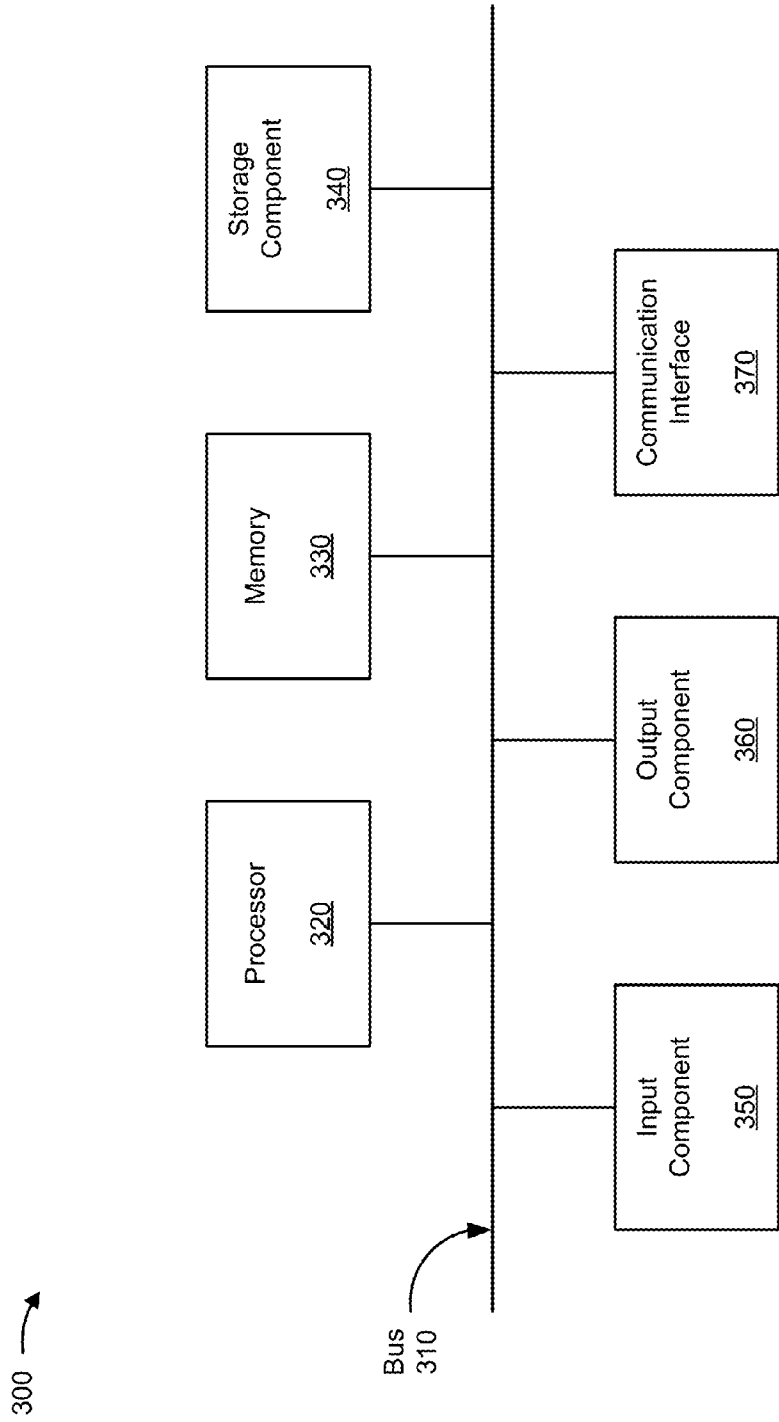 300
Bus
310
Processor
320
Memory
330
Storage
Component
340
Input
Component
350
Output
Component
360
Communication
Interface
370